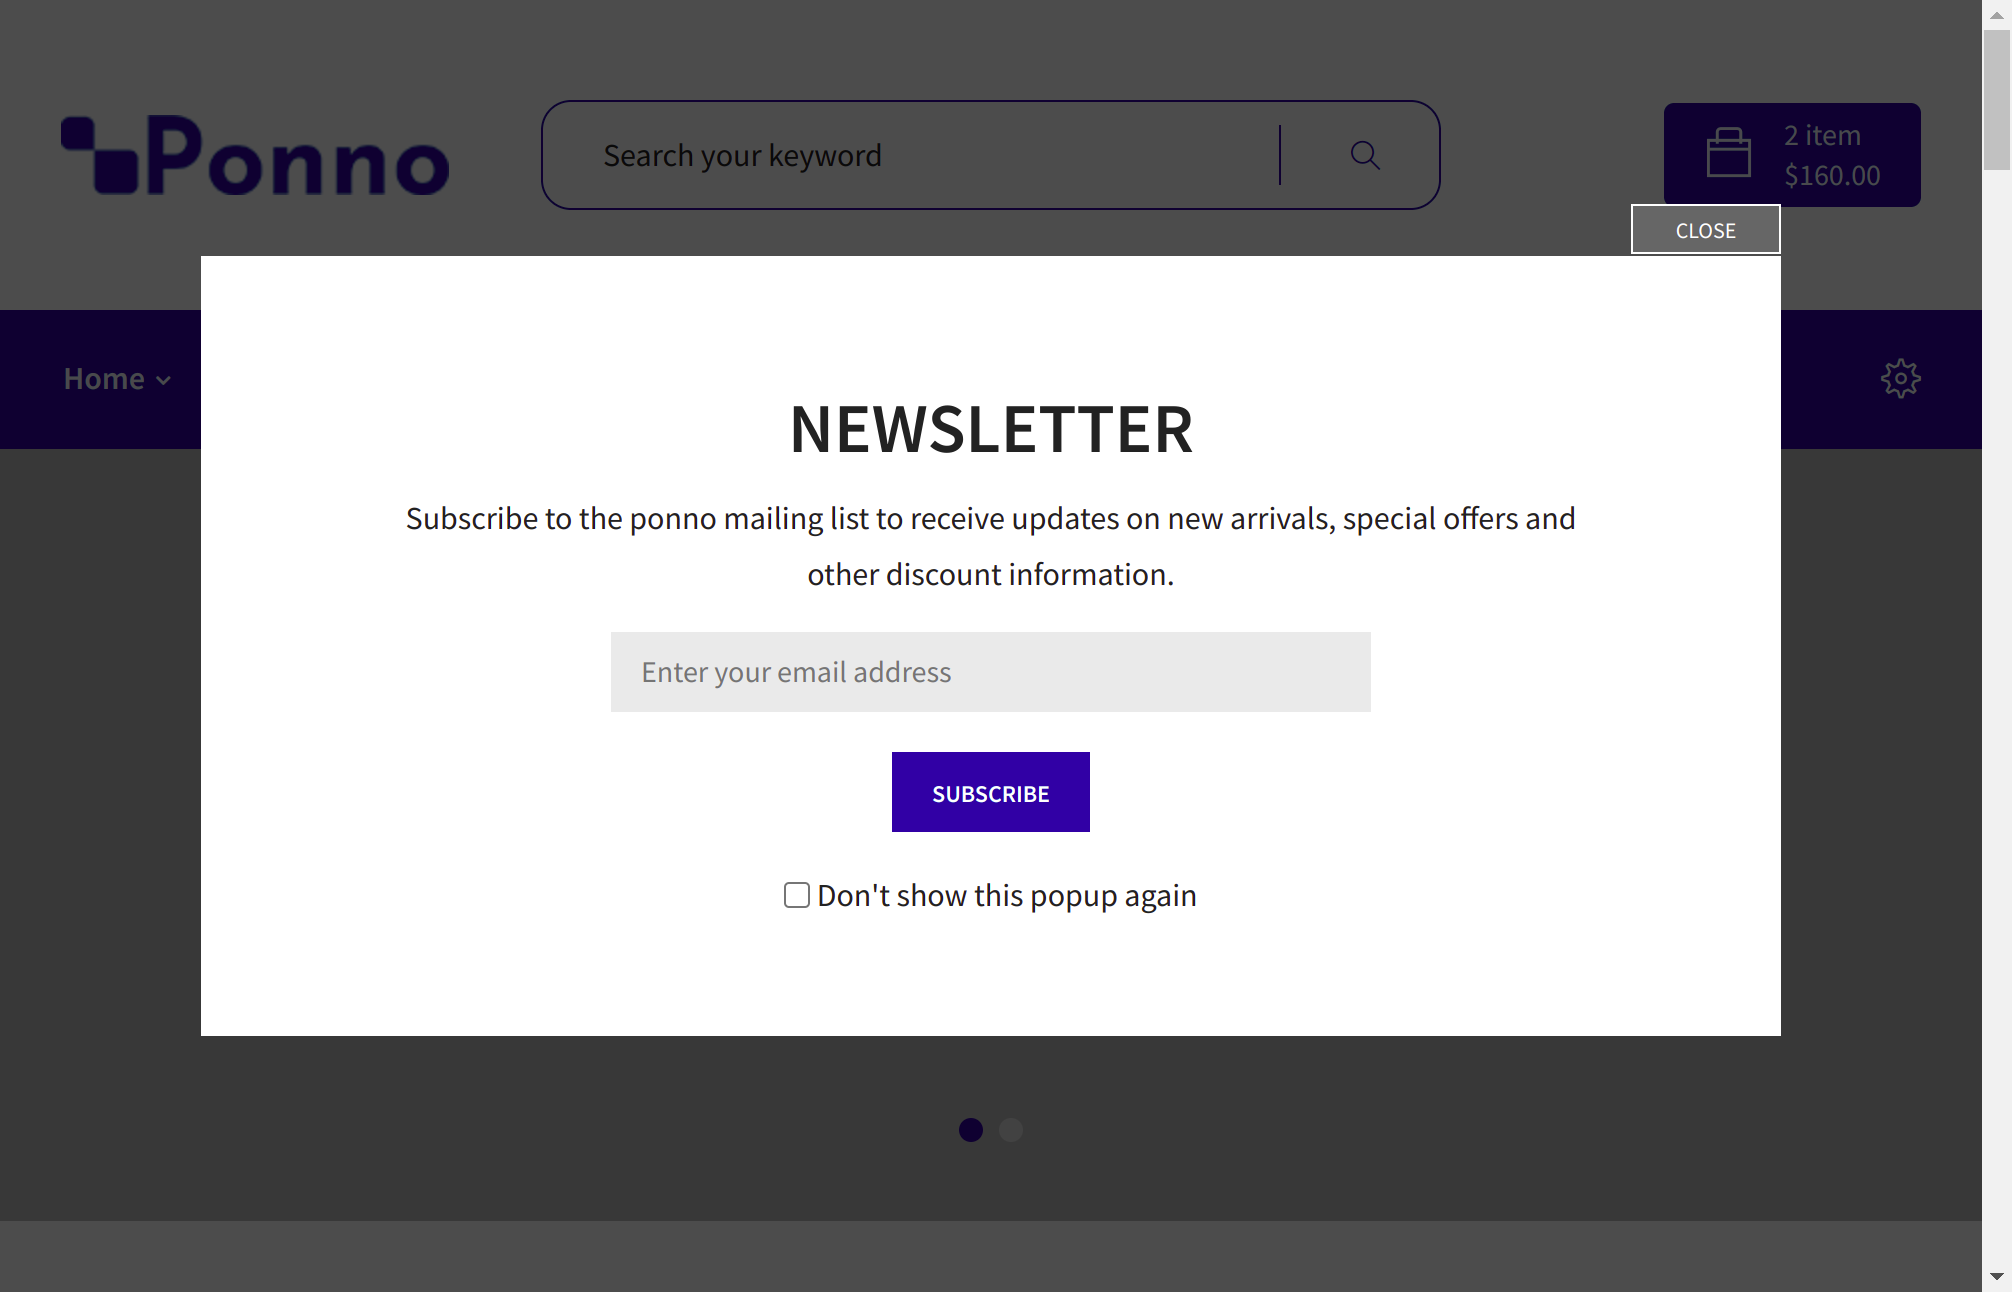 Ponno
Search your keyword
2 item
$160.00
CLOSE
Home
NEWSLETTER
Subscribe to the ponno mailing list to receive updates on new arrivals, special offers and
other discount information.
Enter your email address
SUBSCRIBE
Don't show this popup again